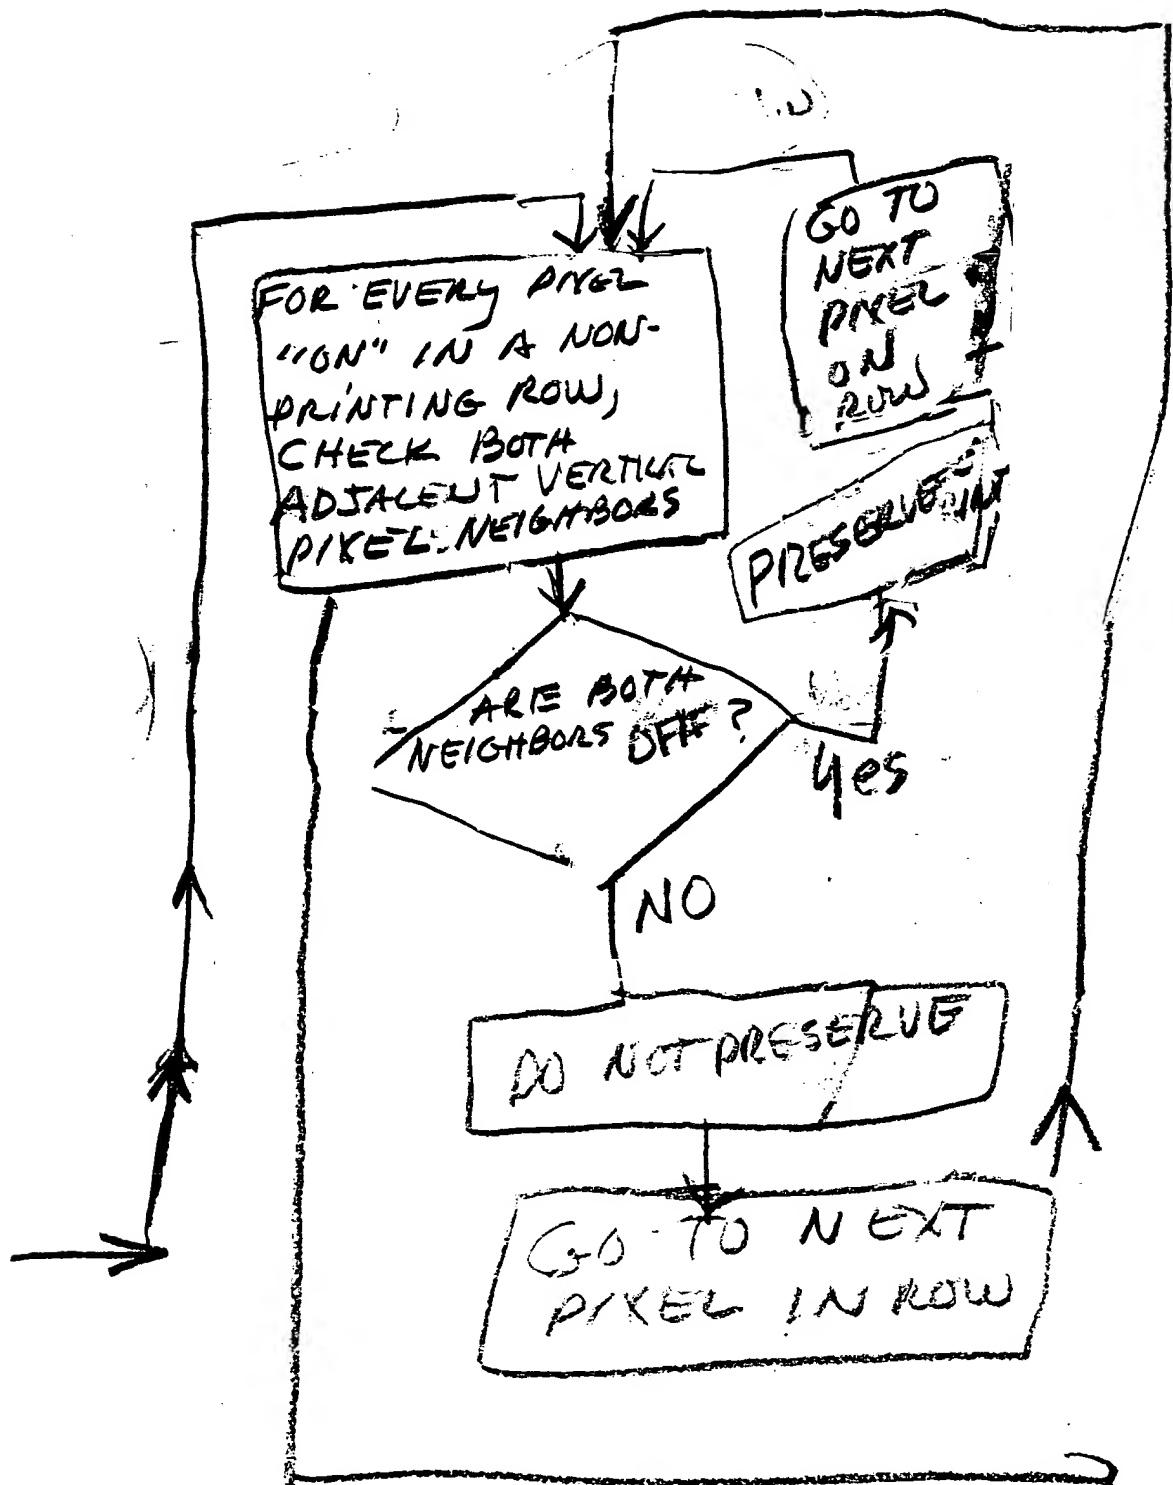 FOR EVERY PIXEL
"ON" IN A NON-
PRINTING ROW,
CHECK BOTH
ADJACENT VERTICAL
PIXEL NEIGHBORS
GO TO
NEXT
PIXEL
ON
ROW
PRESERVE
ARE BOTH
NEIGHBORS OFF?
Yes
NO
DO NOT PRESERVE
GO TO NEXT
PIXEL IN ROW